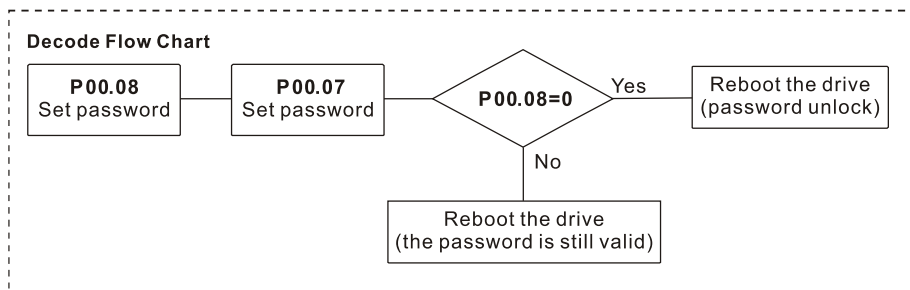 Decode Flow Chart
P00.08
Set password
P00.07
Set password
P00.08=0
Yes
Reboot the drive
(password unlock)
No
Reboot the drive
(the password is still valid)